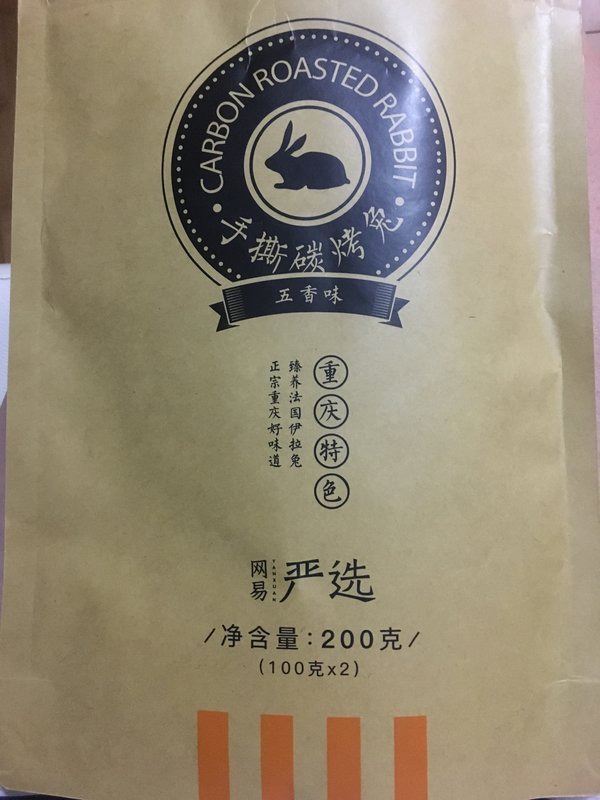 CARBON ROASTED RABBIT
手撕碳烤兔
五香味
重庆特色
臻养法国伊拉兔
正宗重庆好味道
网易
YANXUAN
严选
/净含量:200克/
(100克x2)